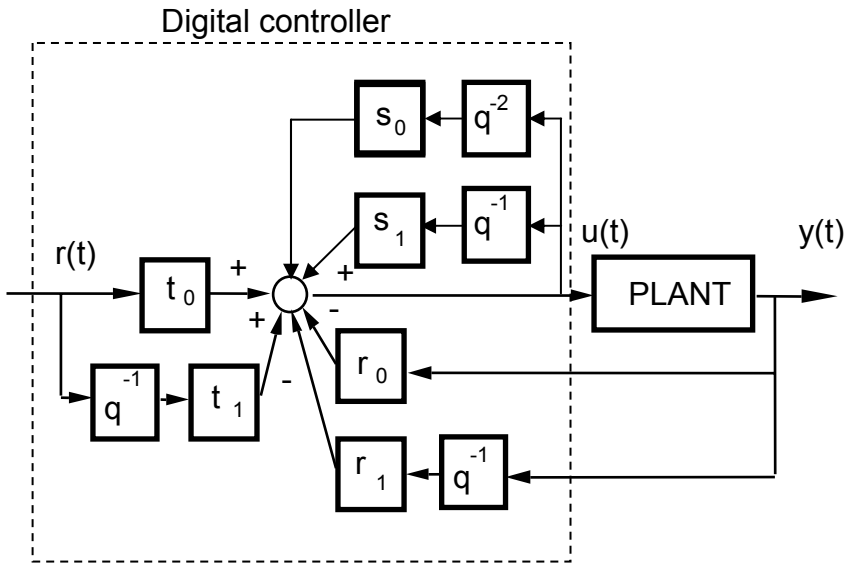 Digital controller
s 0
q -2
s 1
q -1
u(t)
y(t)
r(t)
t 0
+
+
PLANT
+
-
r 0
q -1
t 1
-
r 1
q -1